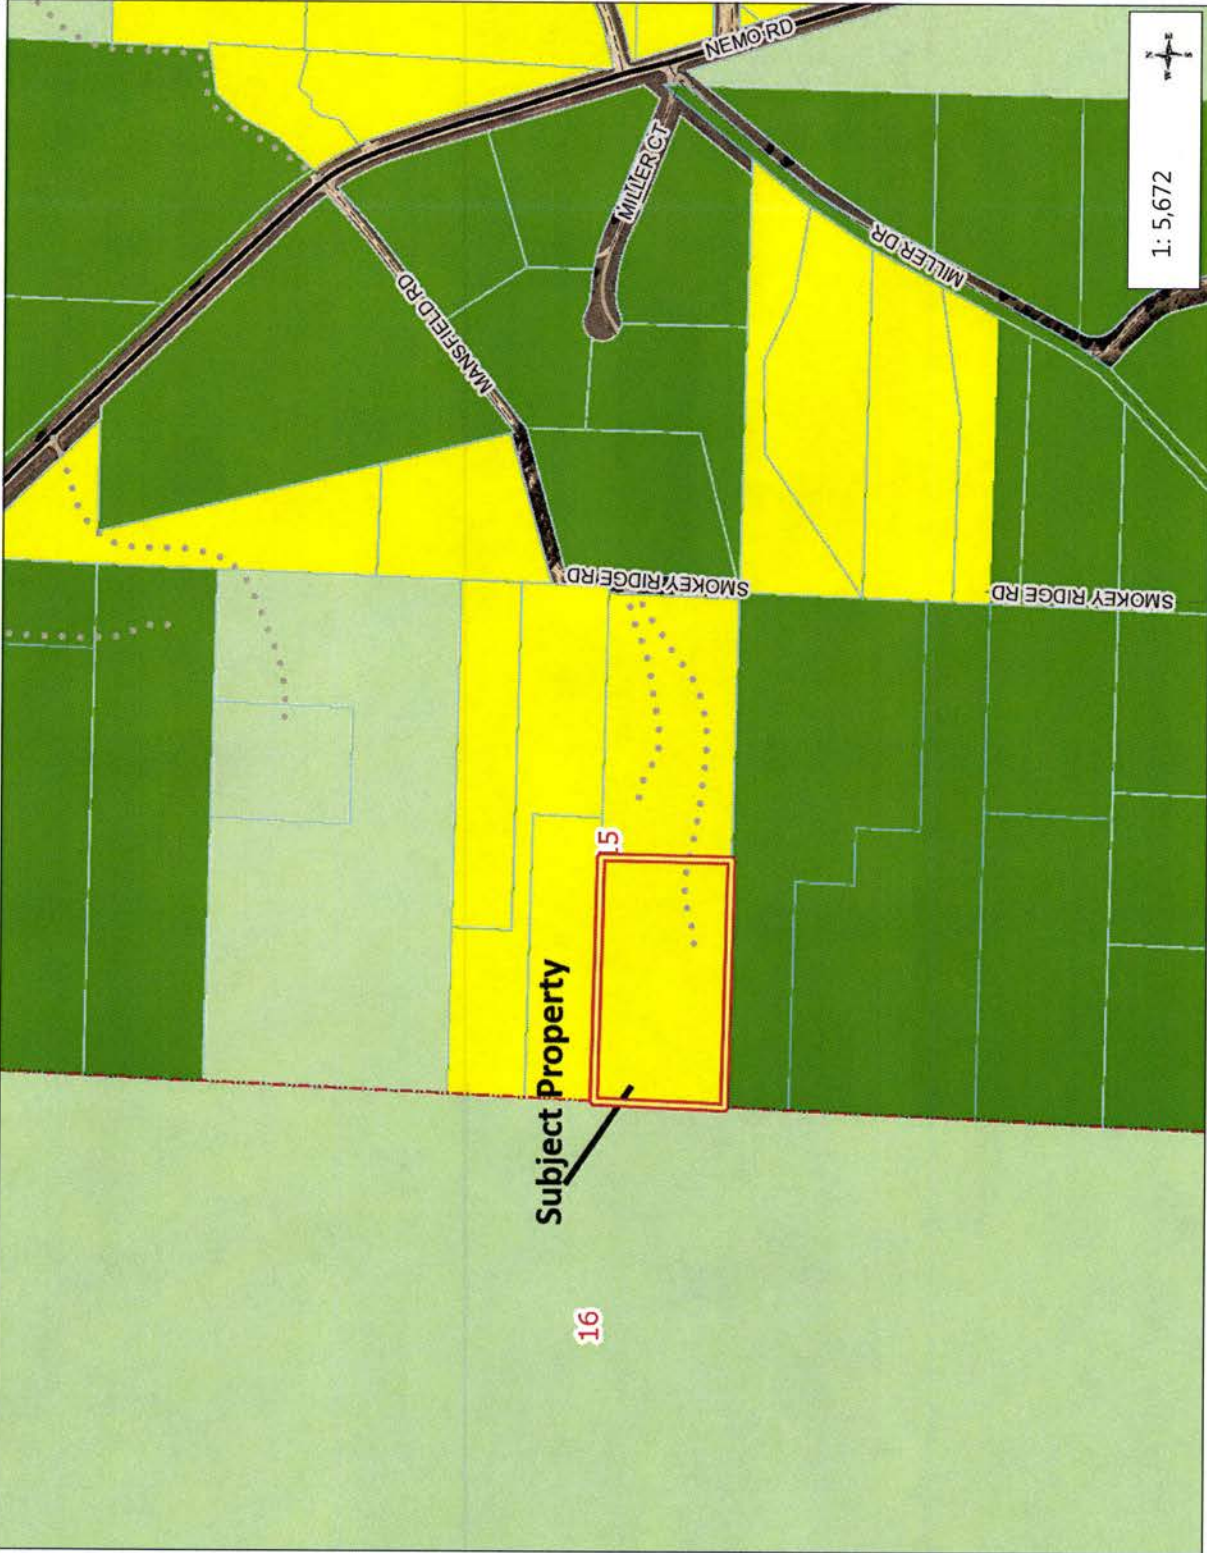 N
W E
S
1: 5,672
NEMO RD
MILLER CT
MANSFIELD RD
MILLER DR
SMOKEY RIDGE RD
SMOKEY RIDGE RD
15
Subject Property
16